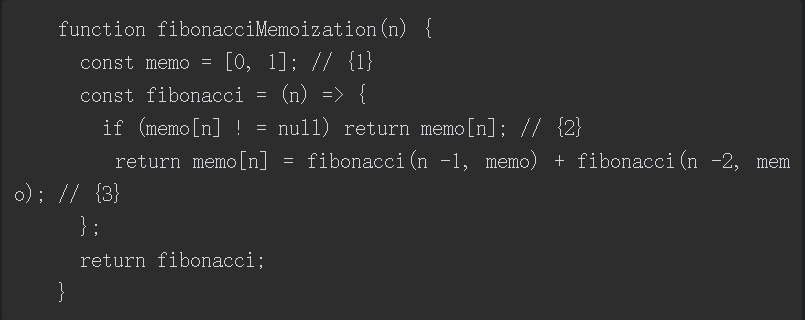 function fibonacciMemoization(n) {
  const memo = [0, 1]; // {1}
  const fibonacci = (n) => {
    if (memo[n] ! = null) return memo[n]; // {2}
     return memo[n] = fibonacci(n -1, memo) + fibonacci(n -2, mem
o); // {3}
  };
  return fibonacci;
}